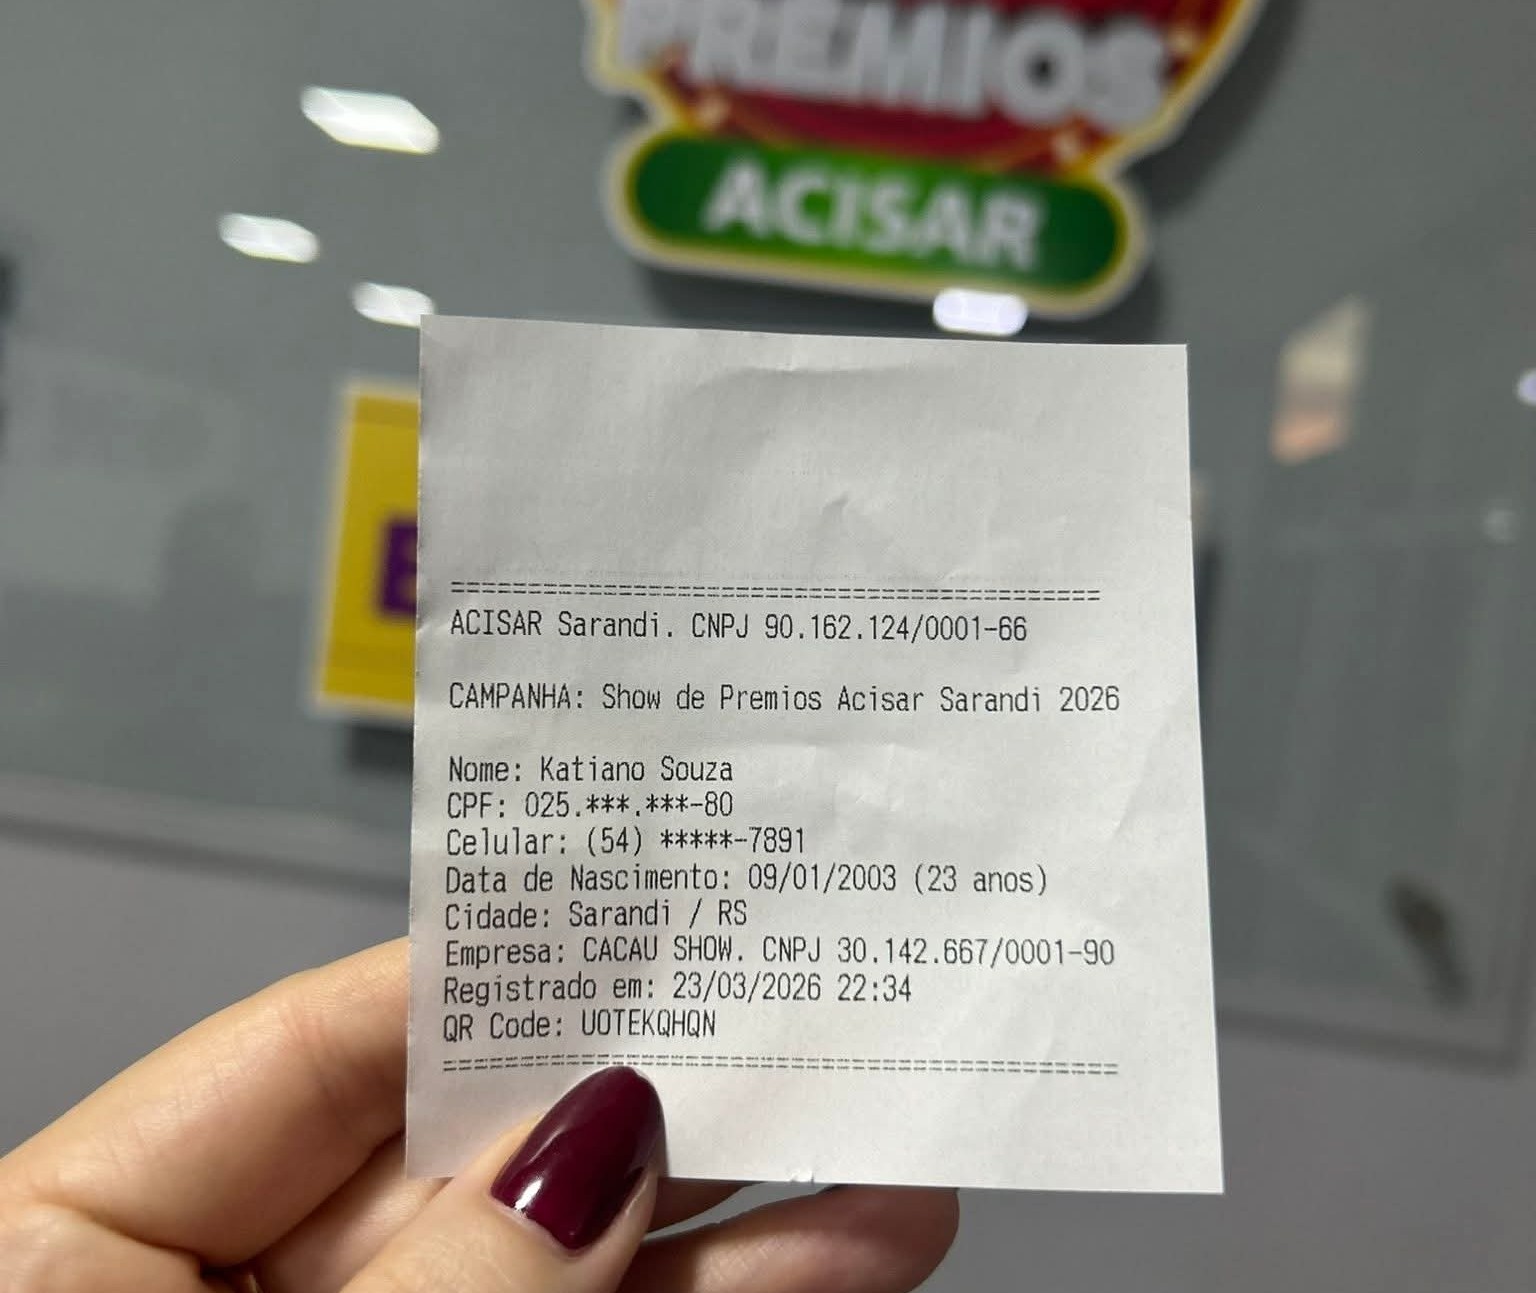 PRÊMIOS
ACISAR
E
==========================================
ACISAR Sarandi. CNPJ 90.162.124/0001-66
CAMPANHA: Show de Premios Acisar Sarandi 2026
Nome: Katiano Souza
CPF: 025.***.***-80
Celular: (54) *****-7891
Data de Nascimento: 09/01/2003 (23 anos)
Cidade: Sarandi / RS
Empresa: CACAU SHOW. CNPJ 30.142.667/0001-90
Registrado em: 23/03/2026 22:34
QR Code: UOTEKQHQN
==========================================